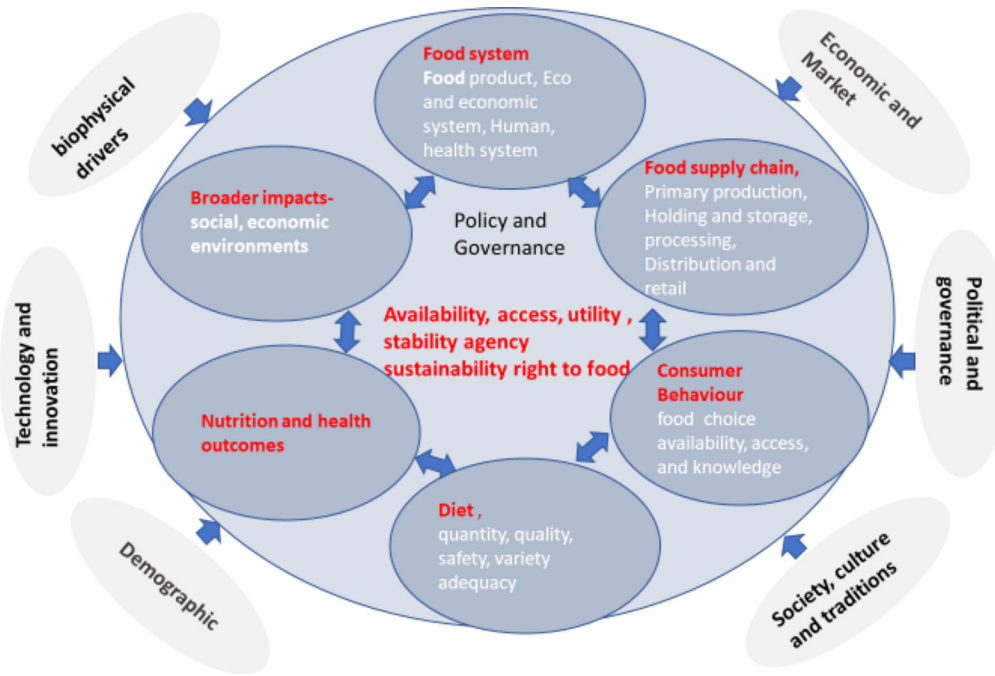 biophysical
drivers
Economic and
Market
Food system
Food product, Eco
and economic
system, Human,
health system
Broader impacts-
social, economic
environments
Food supply chain,
Primary production,
Holding and storage,
processing,
Distribution and
retail
Policy and
Governance
Technology and
innovation
Availability, access, utility ,
stability agency
sustainability right to food
Political and
governance
Nutrition and health
outcomes
Consumer
Behaviour
food choice
availability, access,
and knowledge
Diet ,
quantity, quality,
safety, variety
adequacy
Demographic
Society, culture
and traditions